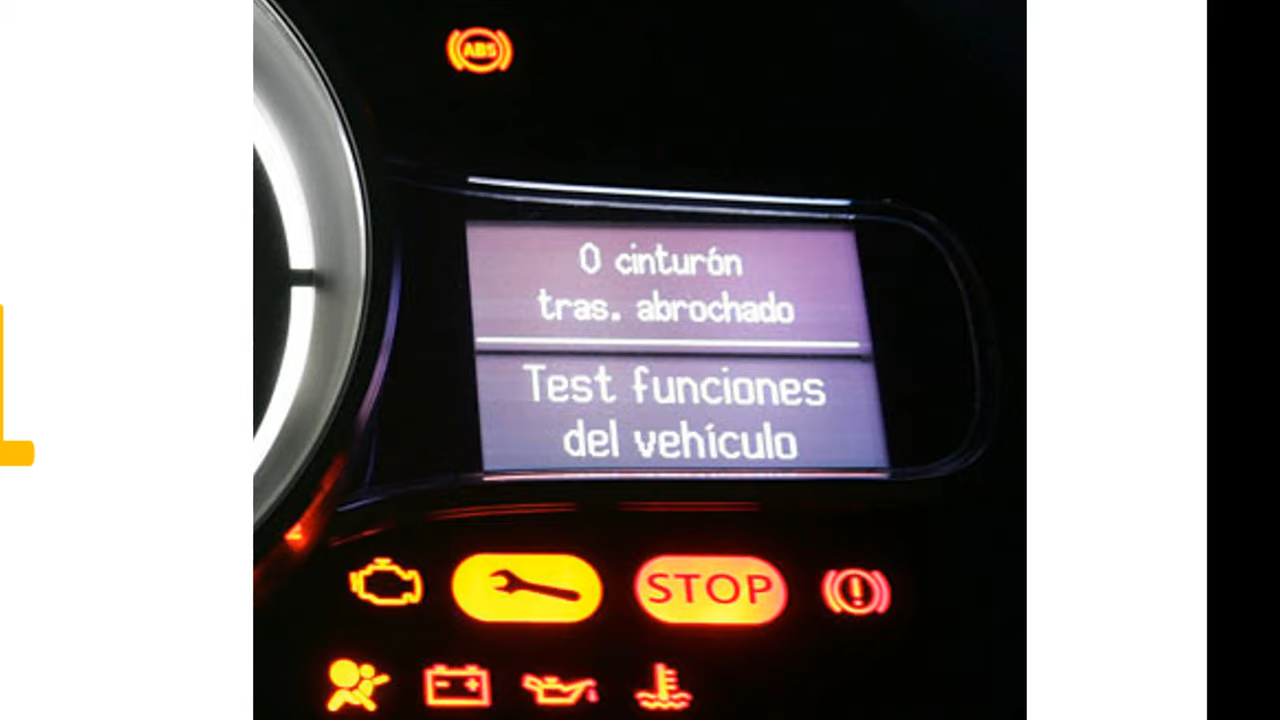 ABS
0 cinturón
tras. abrochado
Test funciones
del vehículo
STOP